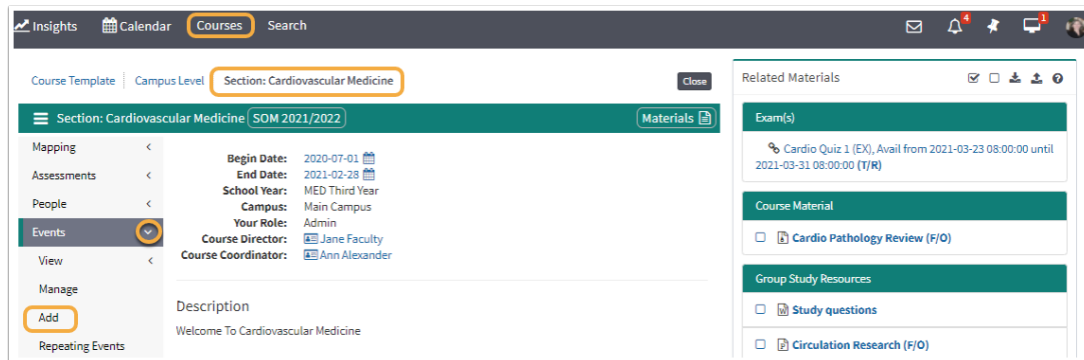 Insights Calendar Courses Search 4 1
Course Template Campus Level Section: Cardiovascular Medicine Close
Section: Cardiovascular Medicine SOM 2021/2022 Materials
Mapping
Assessments
People
Events
View
Manage
Add
Repeating Events
Begin Date: 2020-07-01
End Date: 2021-02-28
School Year: MED Third Year
Campus: Main Campus
Your Role: Admin
Course Director: Jane Faculty
Course Coordinator: Ann Alexander
Description
Welcome To Cardiovascular Medicine
Related Materials
Exam(s)
Cardio Quiz 1 (EX), Avail from 2021-03-23 08:00:00 until
2021-03-31 08:00:00 (T/R)
Course Material
Cardio Pathology Review (F/O)
Group Study Resources
Study questions
Circulation Research (F/O)